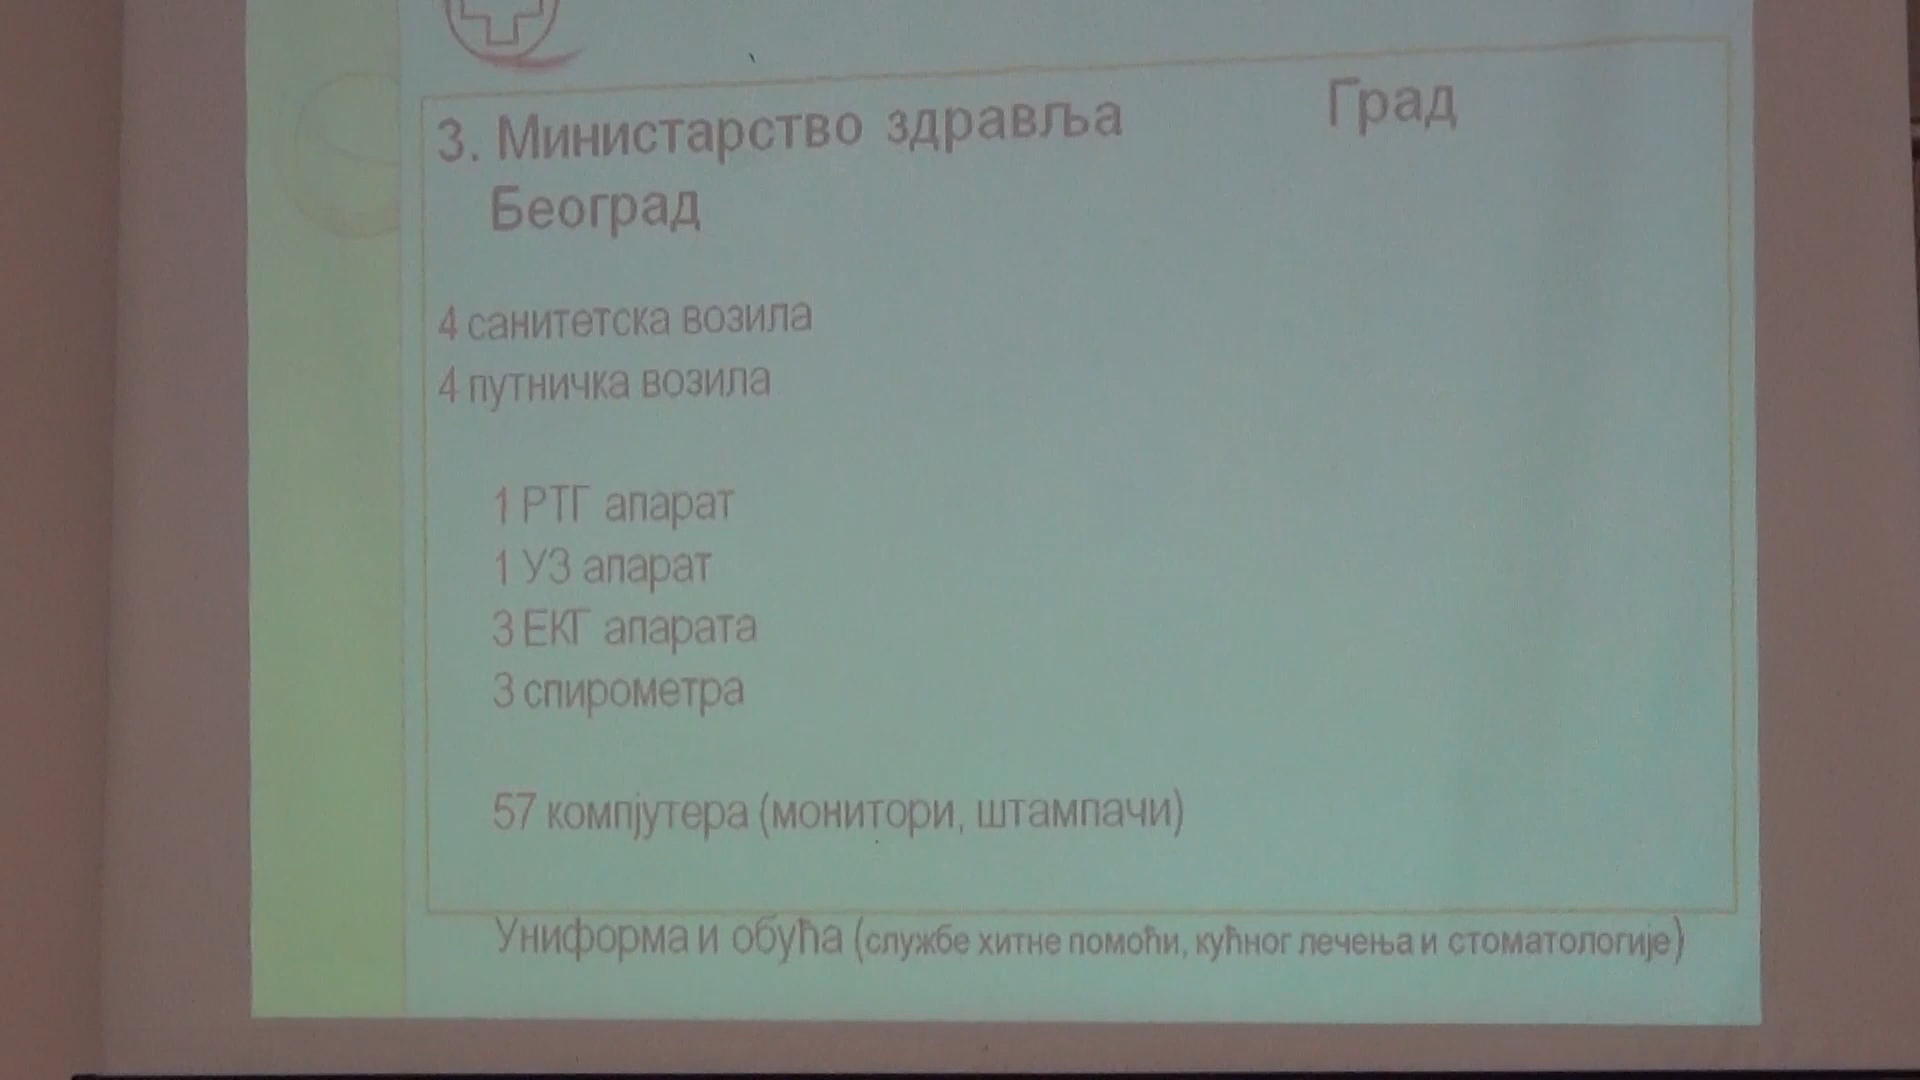 3. Министарство здравља Град
Београд
4 санитетска возила
4 путничка возила
1 РТГ апарат
1 УЗ апарат
3 ЕКГ апарата
3 спирометра
57 компјутера (монитори, штампачи)
Униформа и обућа (службе хитне помоћи, кућног лечења и стоматологије)